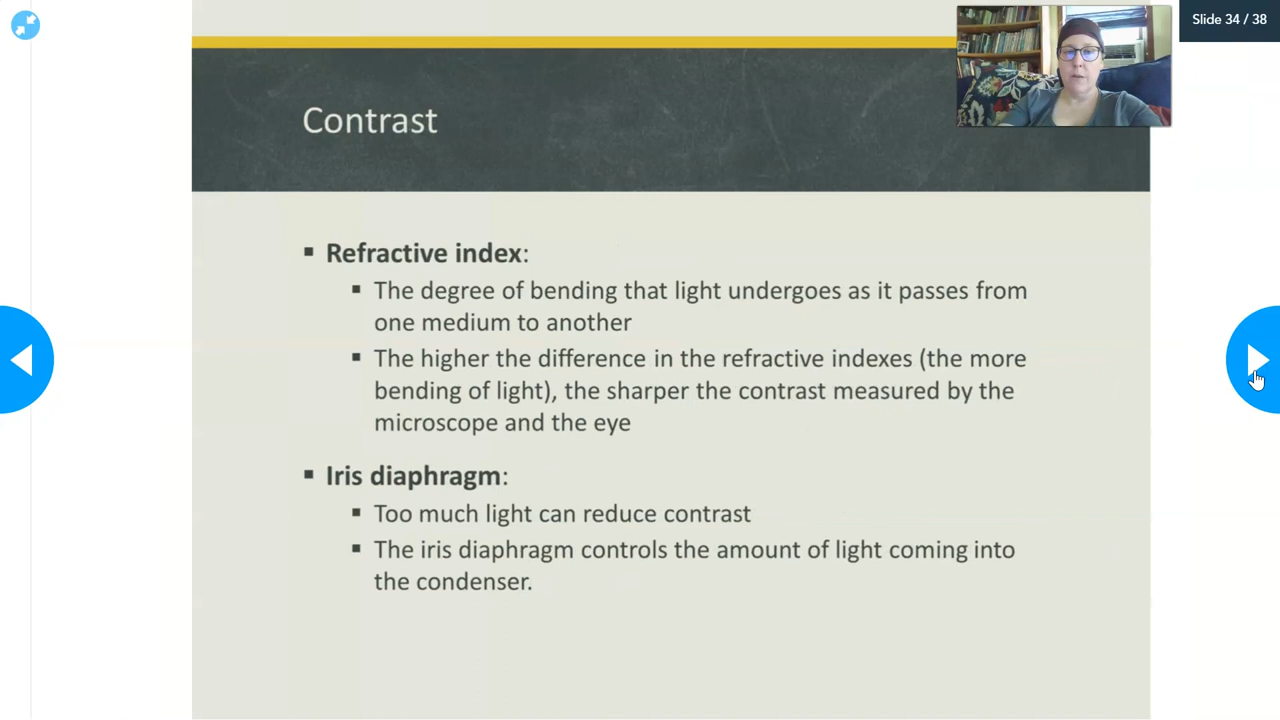 Slide 34 / 38
Contrast
▪ Refractive index:
▪ The degree of bending that light undergoes as it passes from
one medium to another
▪ The higher the difference in the refractive indexes (the more
bending of light), the sharper the contrast measured by the
microscope and the eye
▪ Iris diaphragm:
▪ Too much light can reduce contrast
▪ The iris diaphragm controls the amount of light coming into
the condenser.